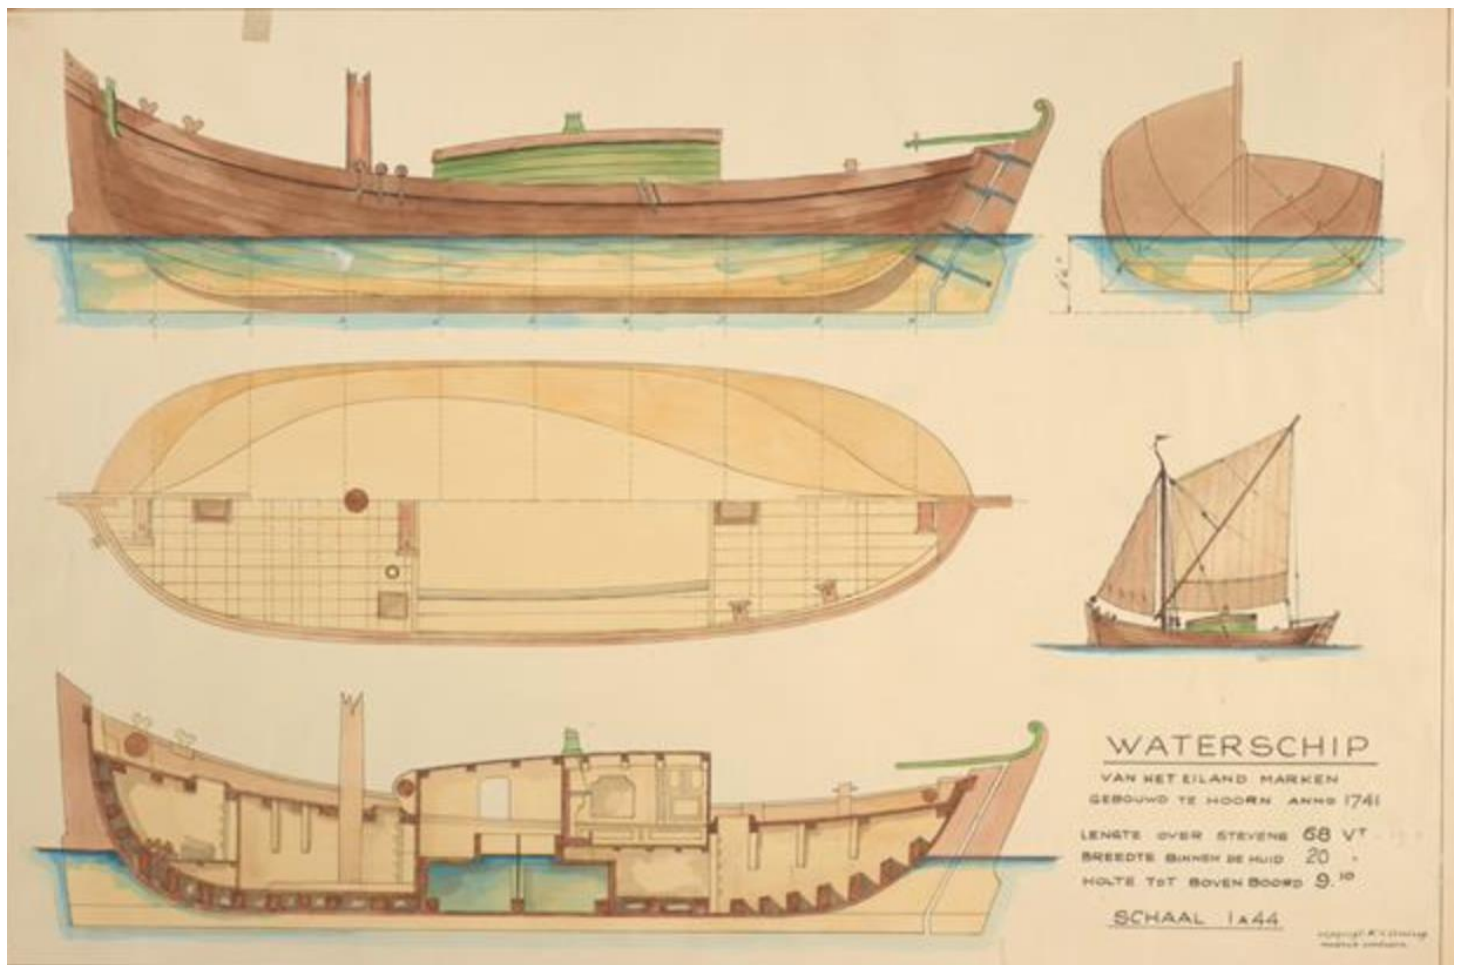 WATERSCHIP
VAN HET EILAND MARKEN
GEBOUWD TE HOORN ANNO 1741
LENGTE OVER STEVENS 68 VT
BREEDTE BINNEN DE HUID 20 "
HOLTE TOT BOVEN BOORD 9.10
SCHAAL 1 A 44